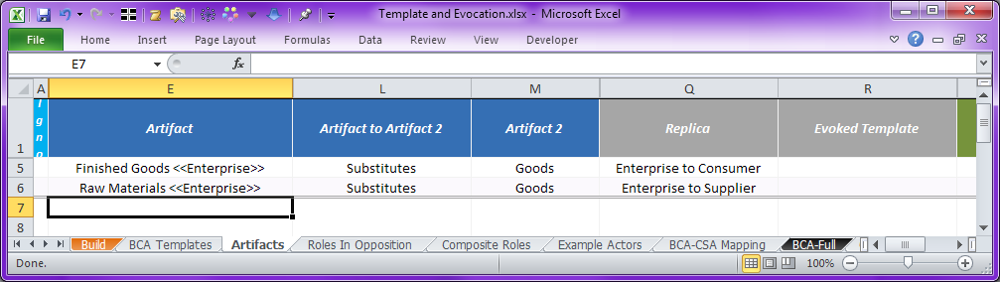 Template and Evocation.xlsx - Microsoft Excel
File Home Insert Page Layout Formulas Data Review View Developer
E7 fx
A E L M Q R
1 Artifact Artifact to Artifact 2 Artifact 2 Replica Evoked Template
5 Finished Goods <<Enterprise>> Substitutes Goods Enterprise to Consumer
6 Raw Materials <<Enterprise>> Substitutes Goods Enterprise to Supplier
7
8
Build BCA Templates Artifacts Roles In Opposition Composite Roles Example Actors BCA-CSA Mapping BCA-Full
Done. 100%